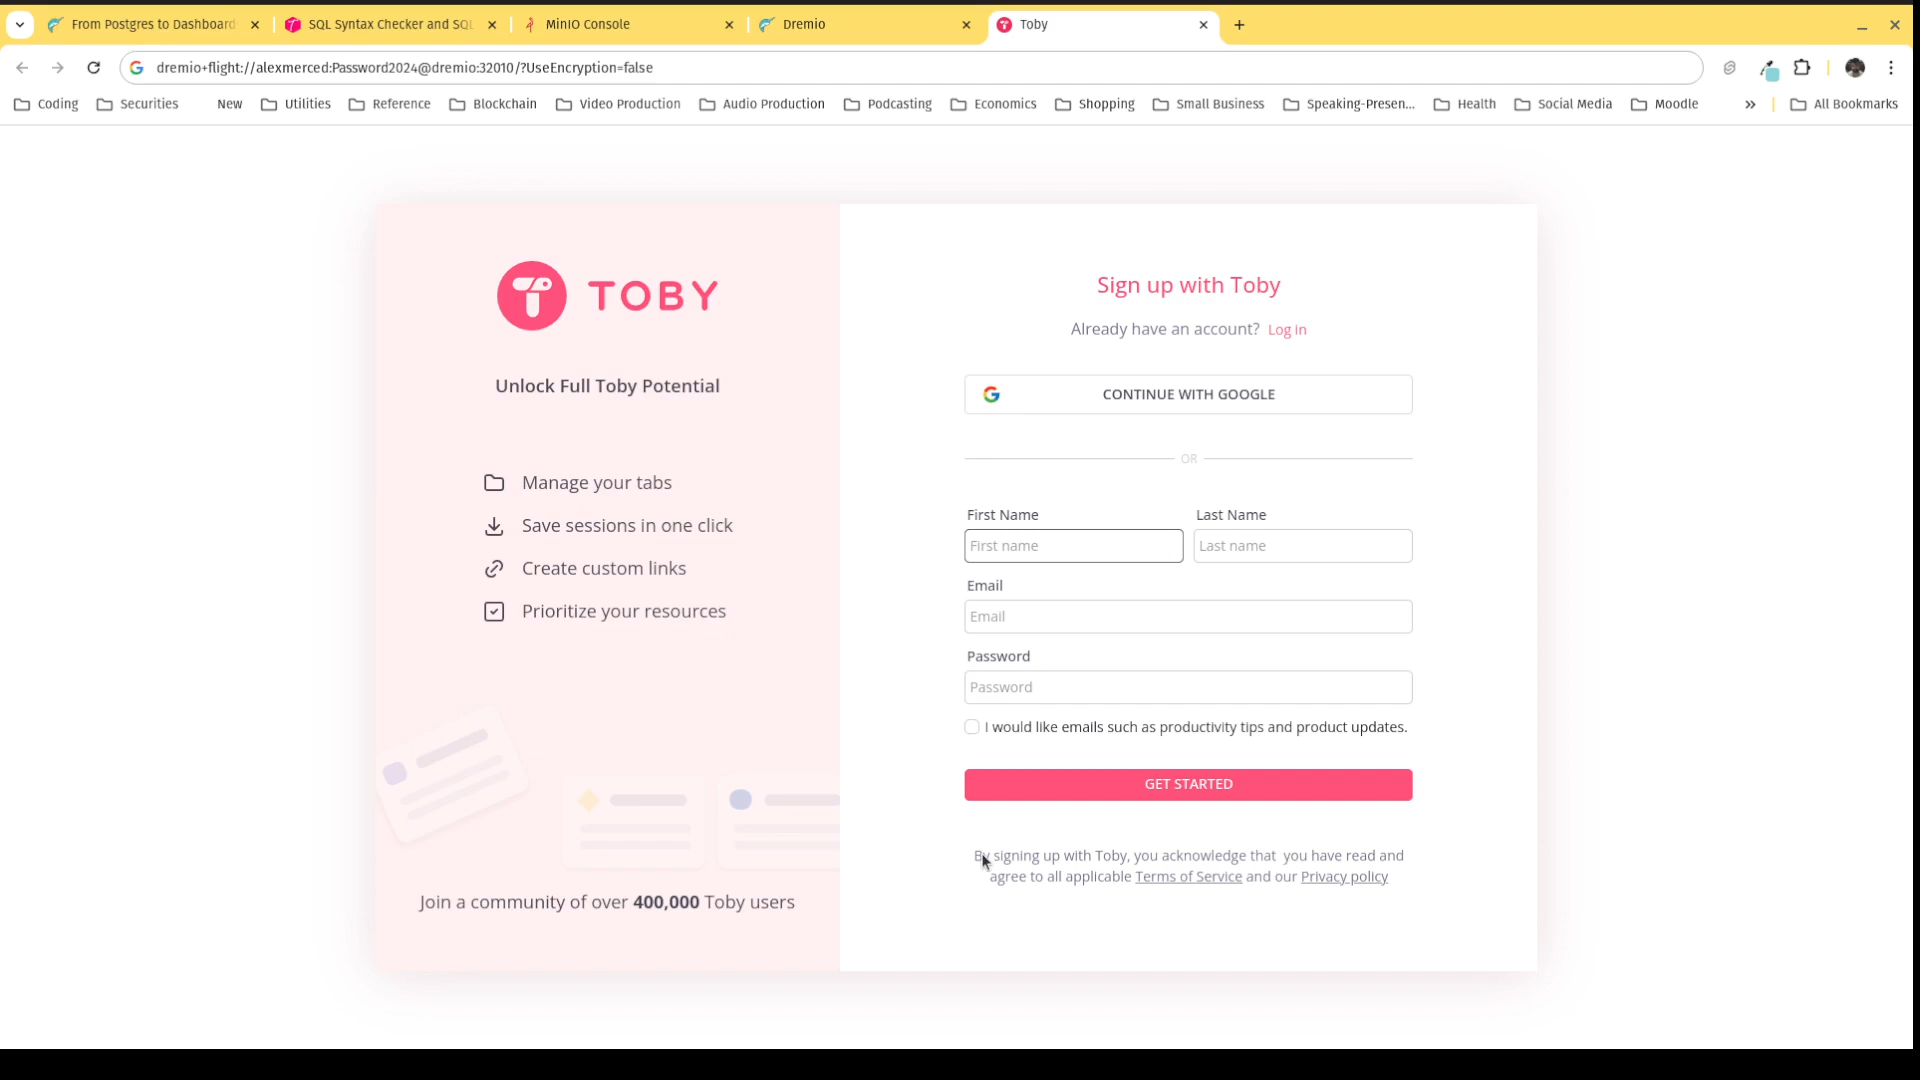 From Postgres to Dashboard
SQL Syntax Checker and SQL
MinIO Console
Dremio
Toby
dremio+flight://alexmerced:Password2024@dremio:32010/?UseEncryption=false
Coding
Securities
New
Utilities
Reference
Blockchain
Video Production
Audio Production
Podcasting
Economics
Shopping
Small Business
Speaking-Presen...
Health
Social Media
Moodle
»
All Bookmarks
TOBY
Unlock Full Toby Potential
Manage your tabs
Save sessions in one click
Create custom links
Prioritize your resources
Join a community of over 400,000 Toby users
Sign up with Toby
Already have an account? Log in
CONTINUE WITH GOOGLE
OR
First Name
Last Name
First name
Last name
Email
Email
Password
Password
I would like emails such as productivity tips and product updates.
GET STARTED
By signing up with Toby, you acknowledge that you have read and
agree to all applicable Terms of Service and our Privacy policy